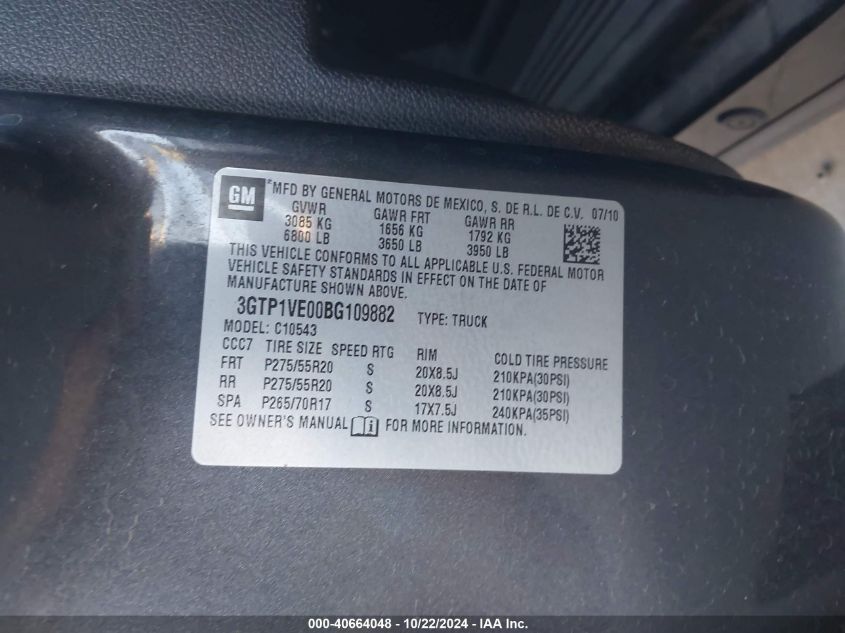 GM
*MFD BY GENERAL MOTORS DE MEXICO, S. DE R.L. DE C.V. 07/10
GVWR GAWR FRT GAWR RR
3085 KG 1656 KG 1792 KG
6800 LB 3650 LB 3950 LB
THIS VEHICLE CONFORMS TO ALL APPLICABLE U.S. FEDERAL MOTOR
VEHICLE SAFETY STANDARDS IN EFFECT ON THE DATE OF
MANUFACTURE SHOWN ABOVE.
3GTP1VE00BG109882 TYPE: TRUCK
MODEL: C10543
CCC7 TIRE SIZE SPEED RTG RIM COLD TIRE PRESSURE
FRT P275/55R20 S 20X8.5J 210KPA(30PSI)
RR P275/55R20 S 20X8.5J 210KPA(30PSI)
SPA P265/70R17 S 17X7.5J 240KPA(35PSI)
SEE OWNER'S MANUAL i FOR MORE INFORMATION.
000-40664048 - 10/22/2024 - IAA Inc.